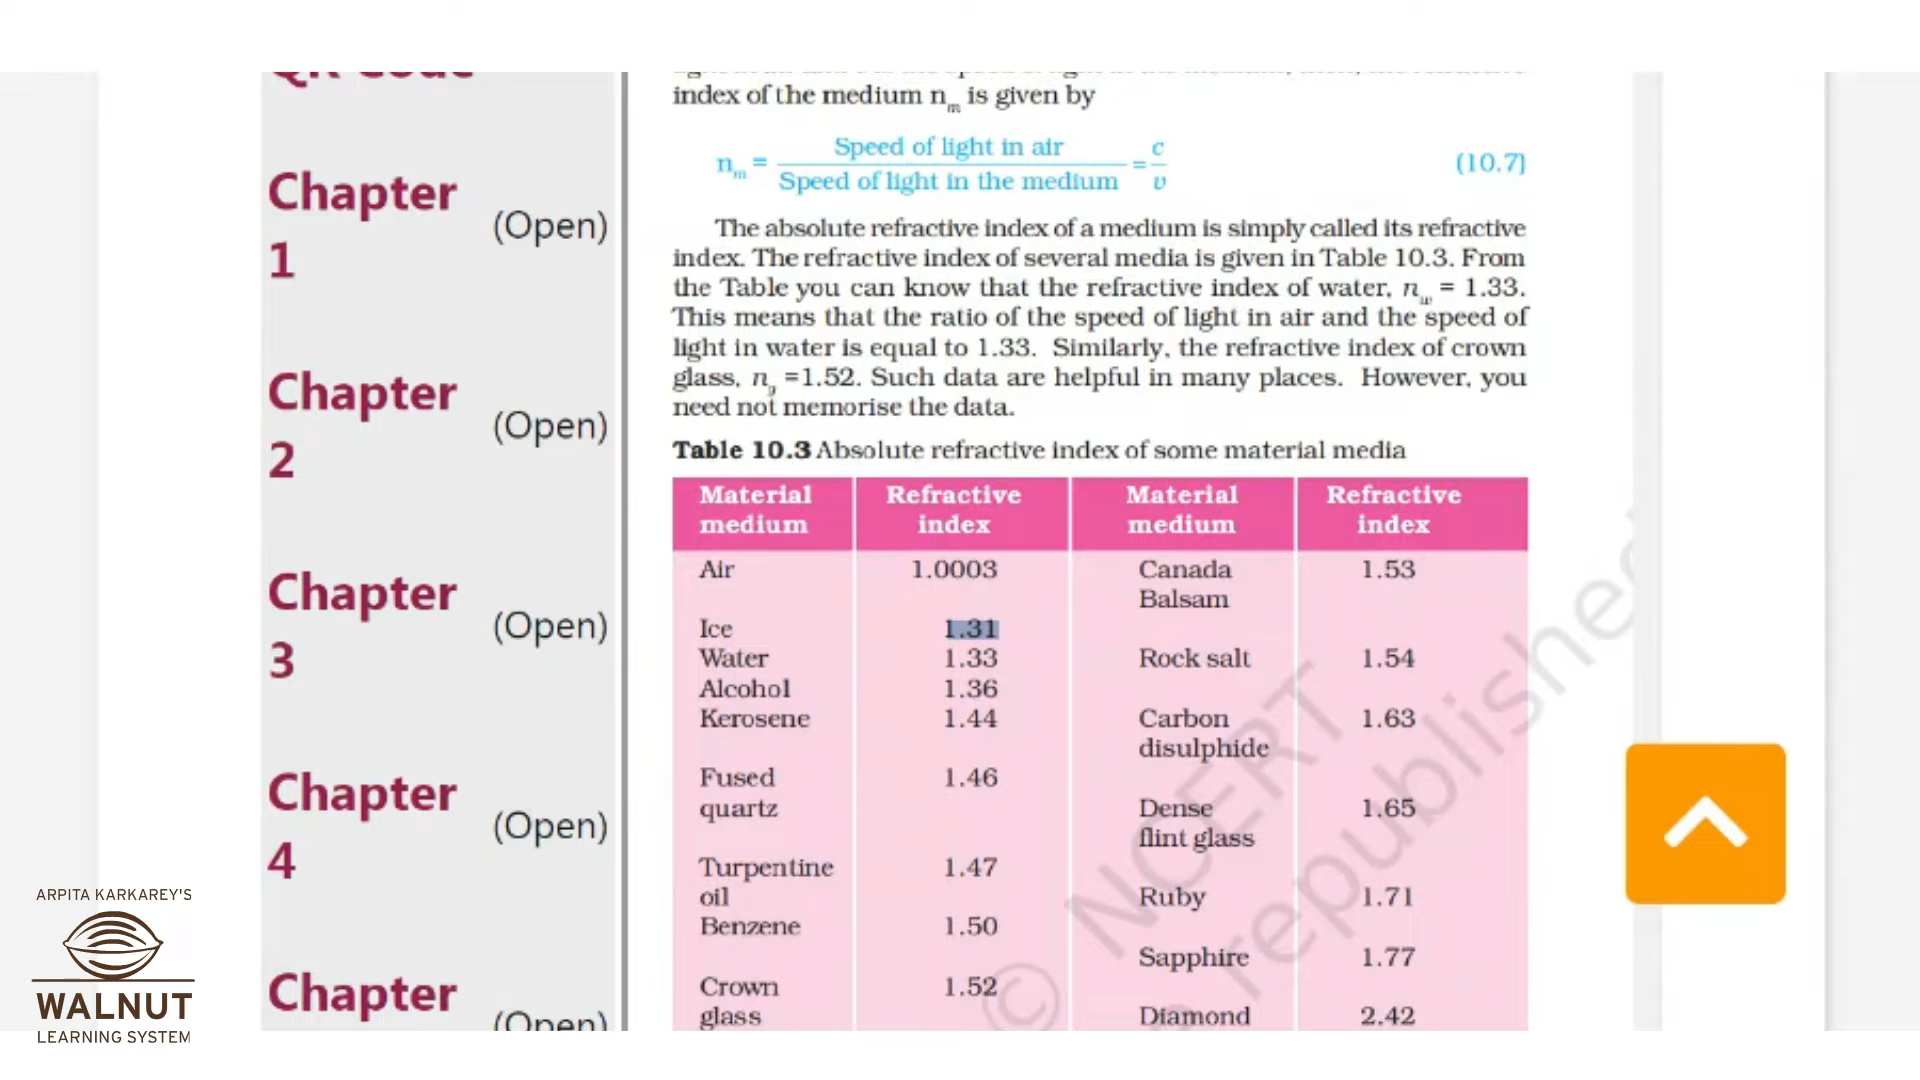 QR Code
Chapter
1
(Open)
Chapter
2
(Open)
Chapter
3
(Open)
Chapter
4
(Open)
Chapter
(Open)
index of the medium nm is given by
nm = Speed of light in air / Speed of light in the medium = c / v (10.7)
The absolute refractive index of a medium is simply called its refractive
index. The refractive index of several media is given in Table 10.3. From
the Table you can know that the refractive index of water, nw = 1.33.
This means that the ratio of the speed of light in air and the speed of
light in water is equal to 1.33. Similarly, the refractive index of crown
glass, ng =1.52. Such data are helpful in many places. However, you
need not memorise the data.
Table 10.3 Absolute refractive index of some material media
Material medium Refractive index Material medium Refractive index
Air 1.0003 Canada
Balsam 1.53
Ice 1.31
Water 1.33 Rock salt 1.54
Alcohol 1.36
Kerosene 1.44 Carbon
disulphide 1.63
Fused
quartz 1.46 Dense
flint glass 1.65
Turpentine
oil 1.47 Ruby 1.71
Benzene 1.50
Sapphire 1.77
Crown
glass 1.52 Diamond 2.42
© NCERT
republished
ARPITA KARKAREY'S
WALNUT
LEARNING SYSTEM